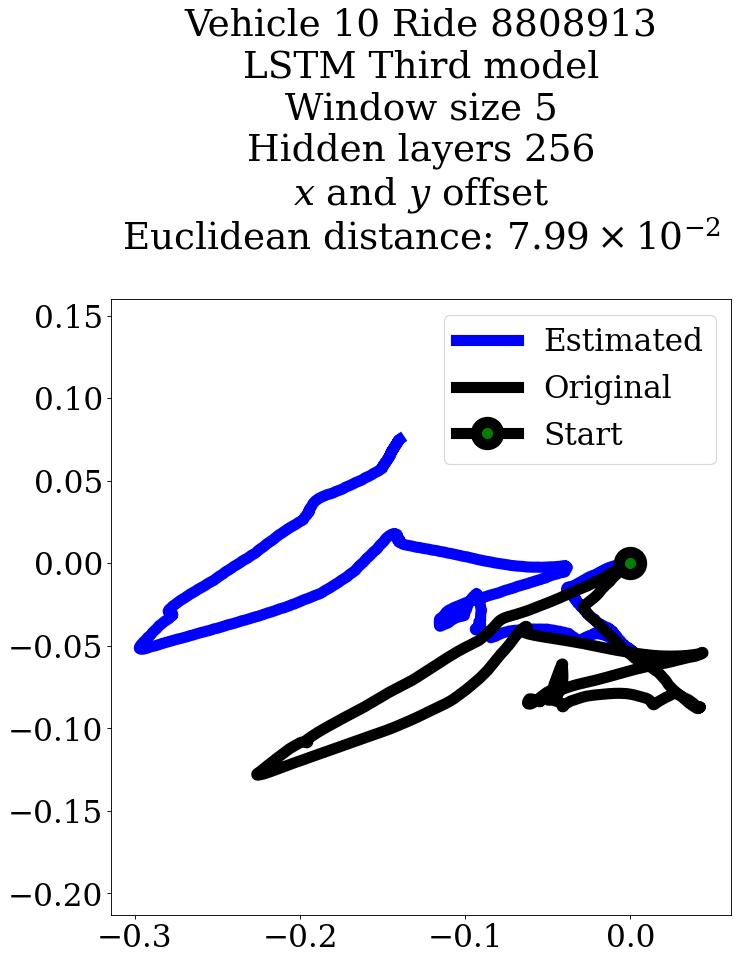 Vehicle 10 Ride 8808913
LSTM Third model
Window size 5
Hidden layers 256
x and y offset
Euclidean distance: 7.99 × 10⁻²
Estimated
Original
Start
0.15
0.10
0.05
0.00
−0.05
−0.10
−0.15
−0.20
−0.3 −0.2 −0.1 0.0